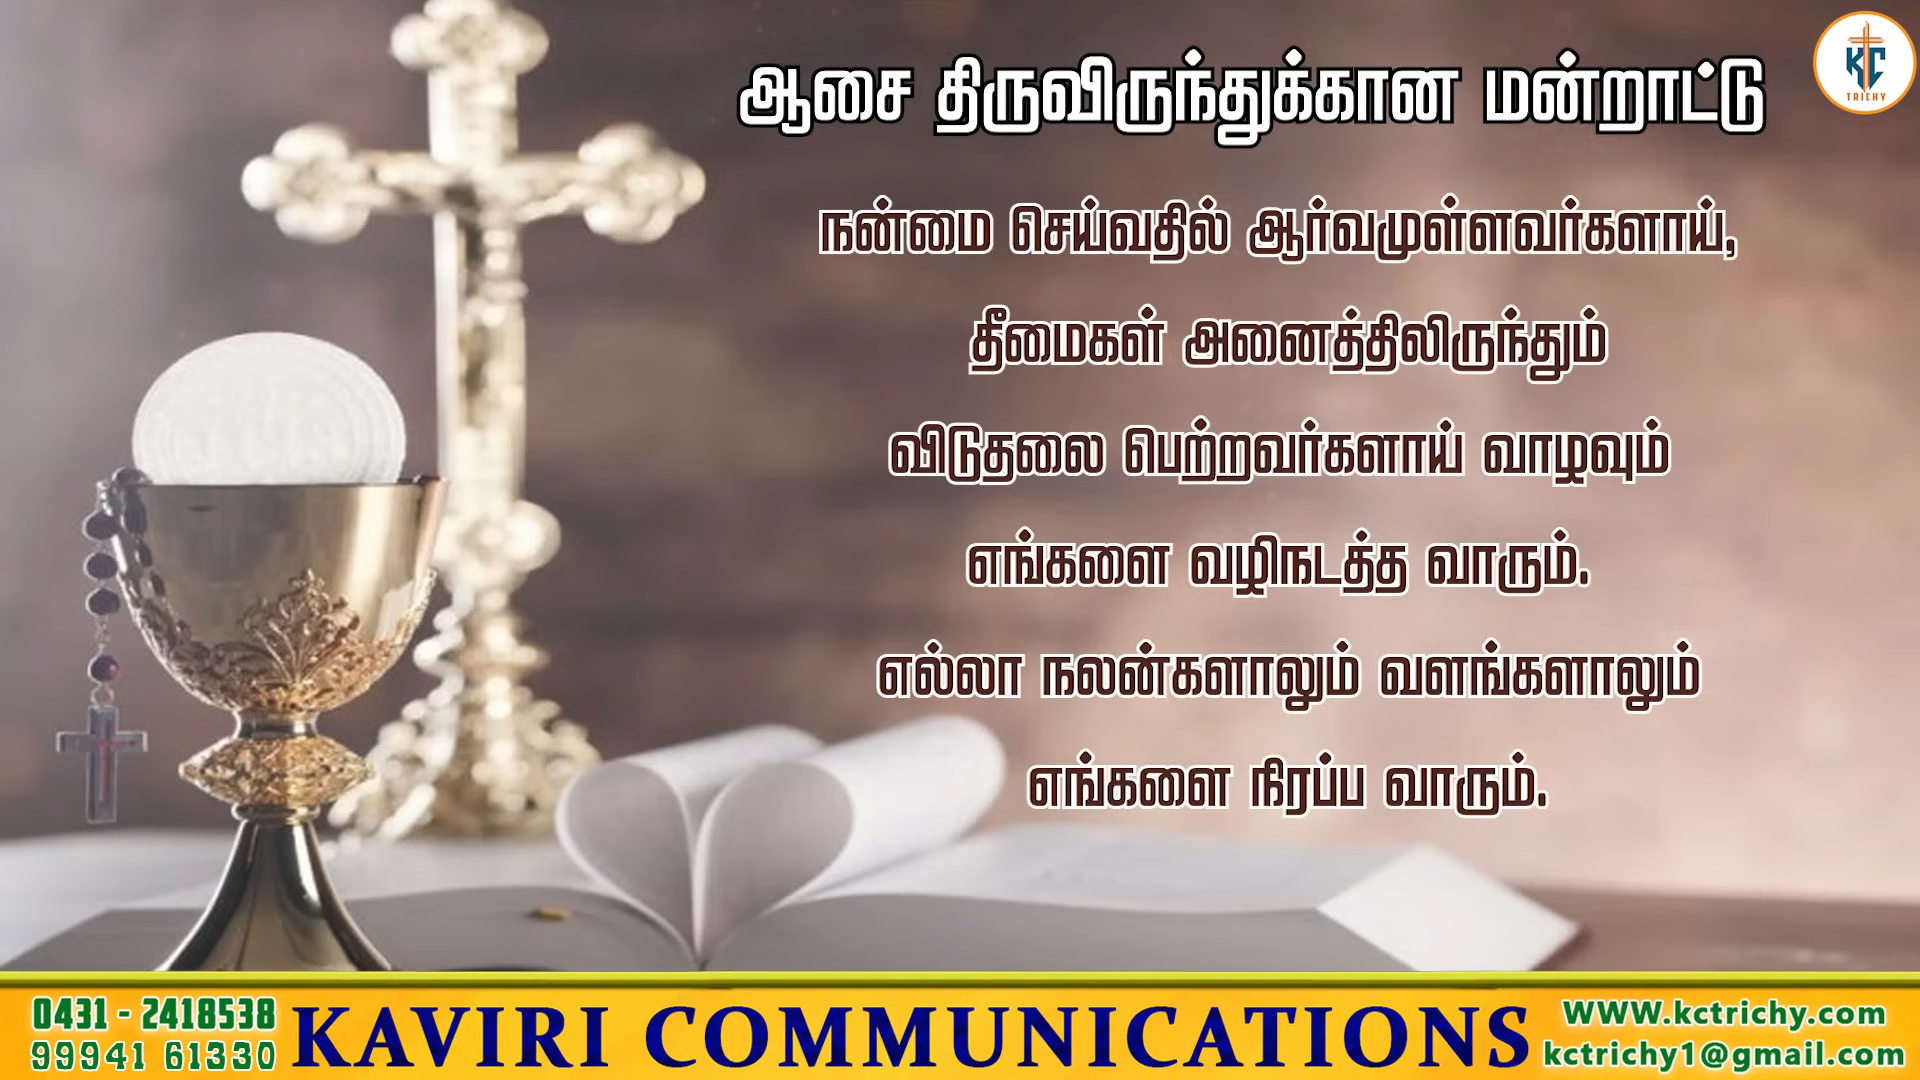 ஆசை திருவிருந்துக்கான மன்றாட்டு
KC
TRICHY
நன்மை செய்வதில் ஆர்வமுள்ளவர்களாய்,
தீமைகள் அனைத்திலிருந்தும்
விடுதலை பெற்றவர்களாய் வாழவும்
எங்களை வழிநடத்த வாரும்.
எல்லா நலன்களாலும் வளங்களாலும்
எங்களை நிரப்ப வாரும்.
0431 - 2418538
99941 61330
KAVIRI COMMUNICATIONS
www.kctrichy.com
kctrichy1@gmail.com